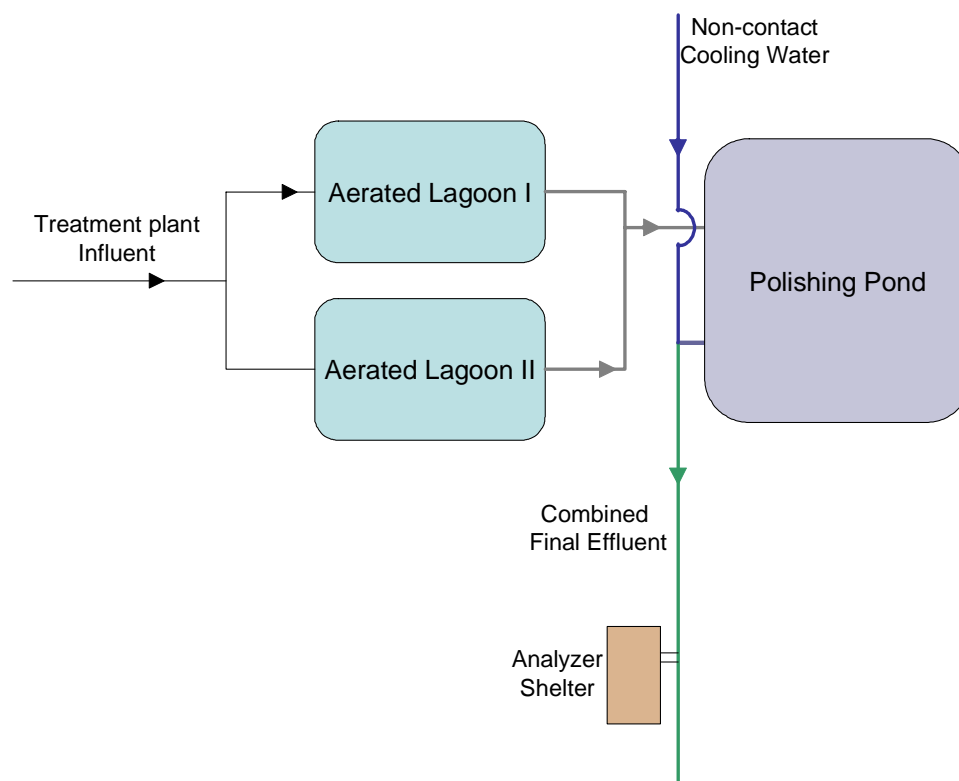 Non-contact
Cooling Water
Aerated Lagoon I
Treatment plant
Influent
Polishing Pond
Aerated Lagoon II
Combined
Final Effluent
Analyzer
Shelter